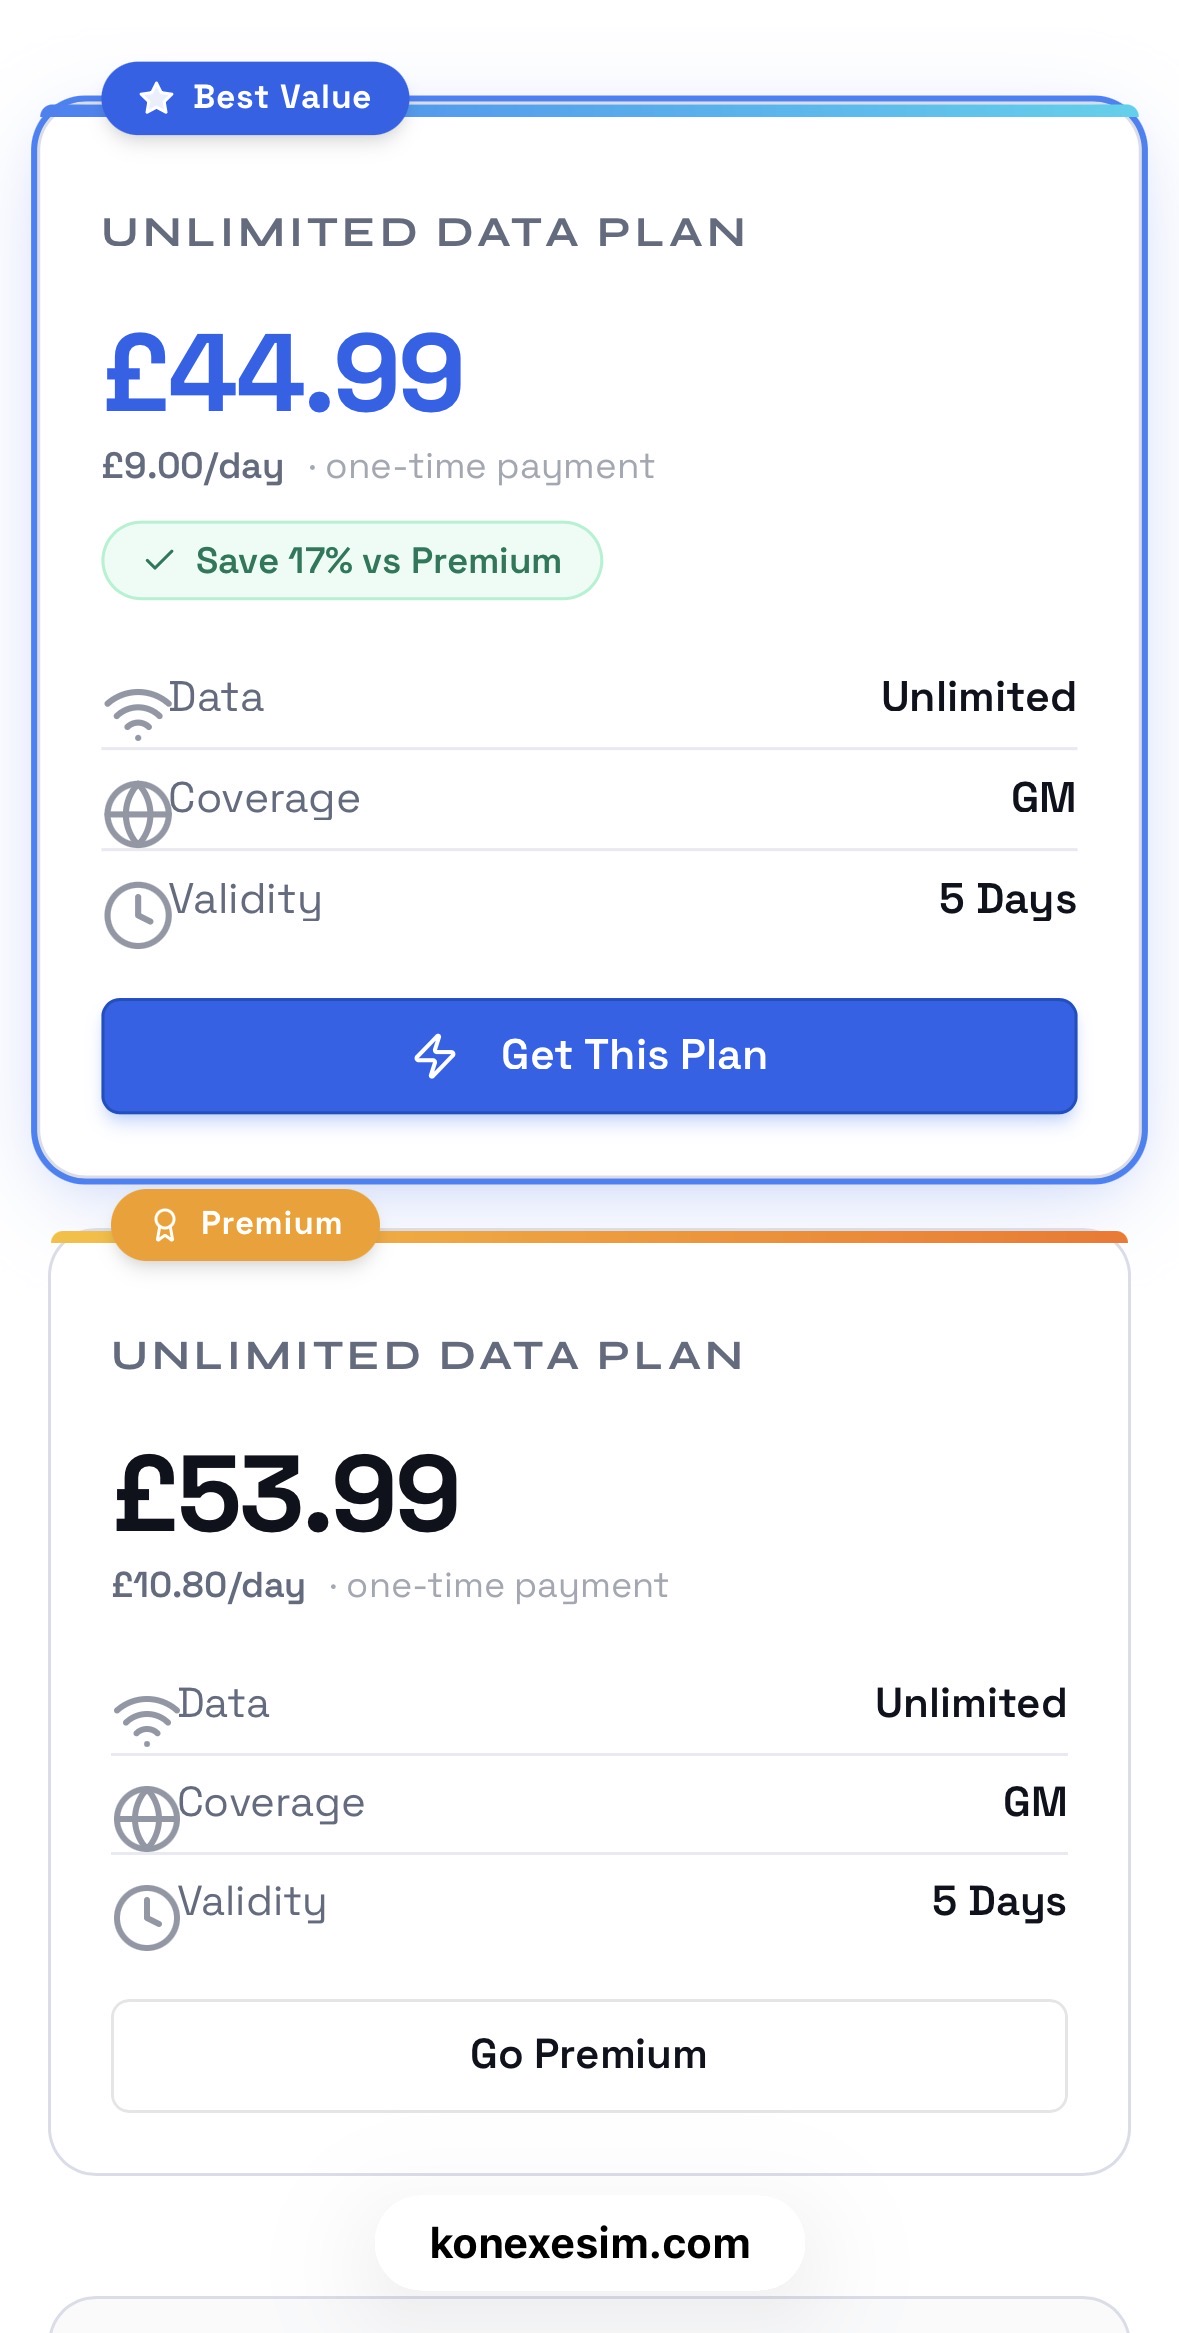 Best Value
UNLIMITED DATA PLAN
£44.99
£9.00/day · one-time payment
Save 17% vs Premium
Data Unlimited
Coverage GM
Validity 5 Days
Get This Plan
Premium
UNLIMITED DATA PLAN
£53.99
£10.80/day · one-time payment
Data Unlimited
Coverage GM
Validity 5 Days
Go Premium
konexesim.com